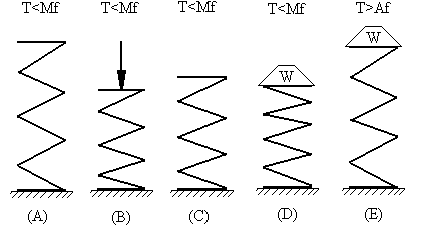 T<Mf T<Mf T<Mf T<Mf T>Af
W
W
(A) (B) (C) (D) (E)